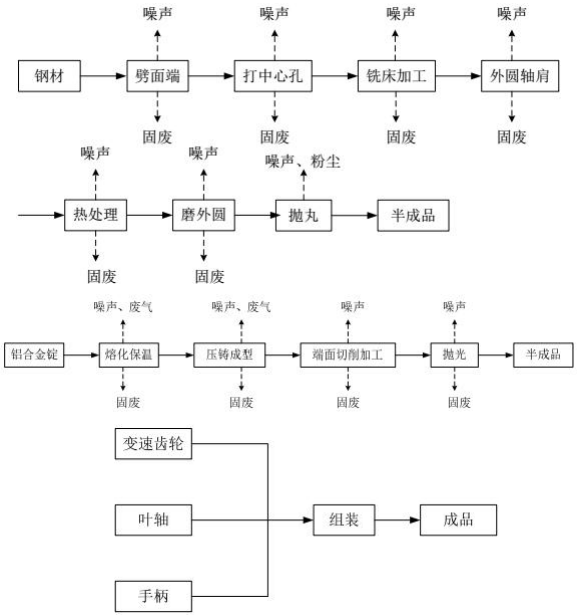 噪声 噪声 噪声 噪声
钢材 劈面端 打中心孔 铣床加工 外圆轴肩
固废 固废 固废 固废
噪声 噪声 噪声、粉尘
热处理 磨外圆 抛丸 半成品
固废 固废
噪声、废气 噪声、废气 噪声 噪声
铝合金锭 熔化保温 压铸成型 端面切削加工 抛光 半成品
固废 固废 固废 固废
变速齿轮
叶轴 组装 成品
手柄